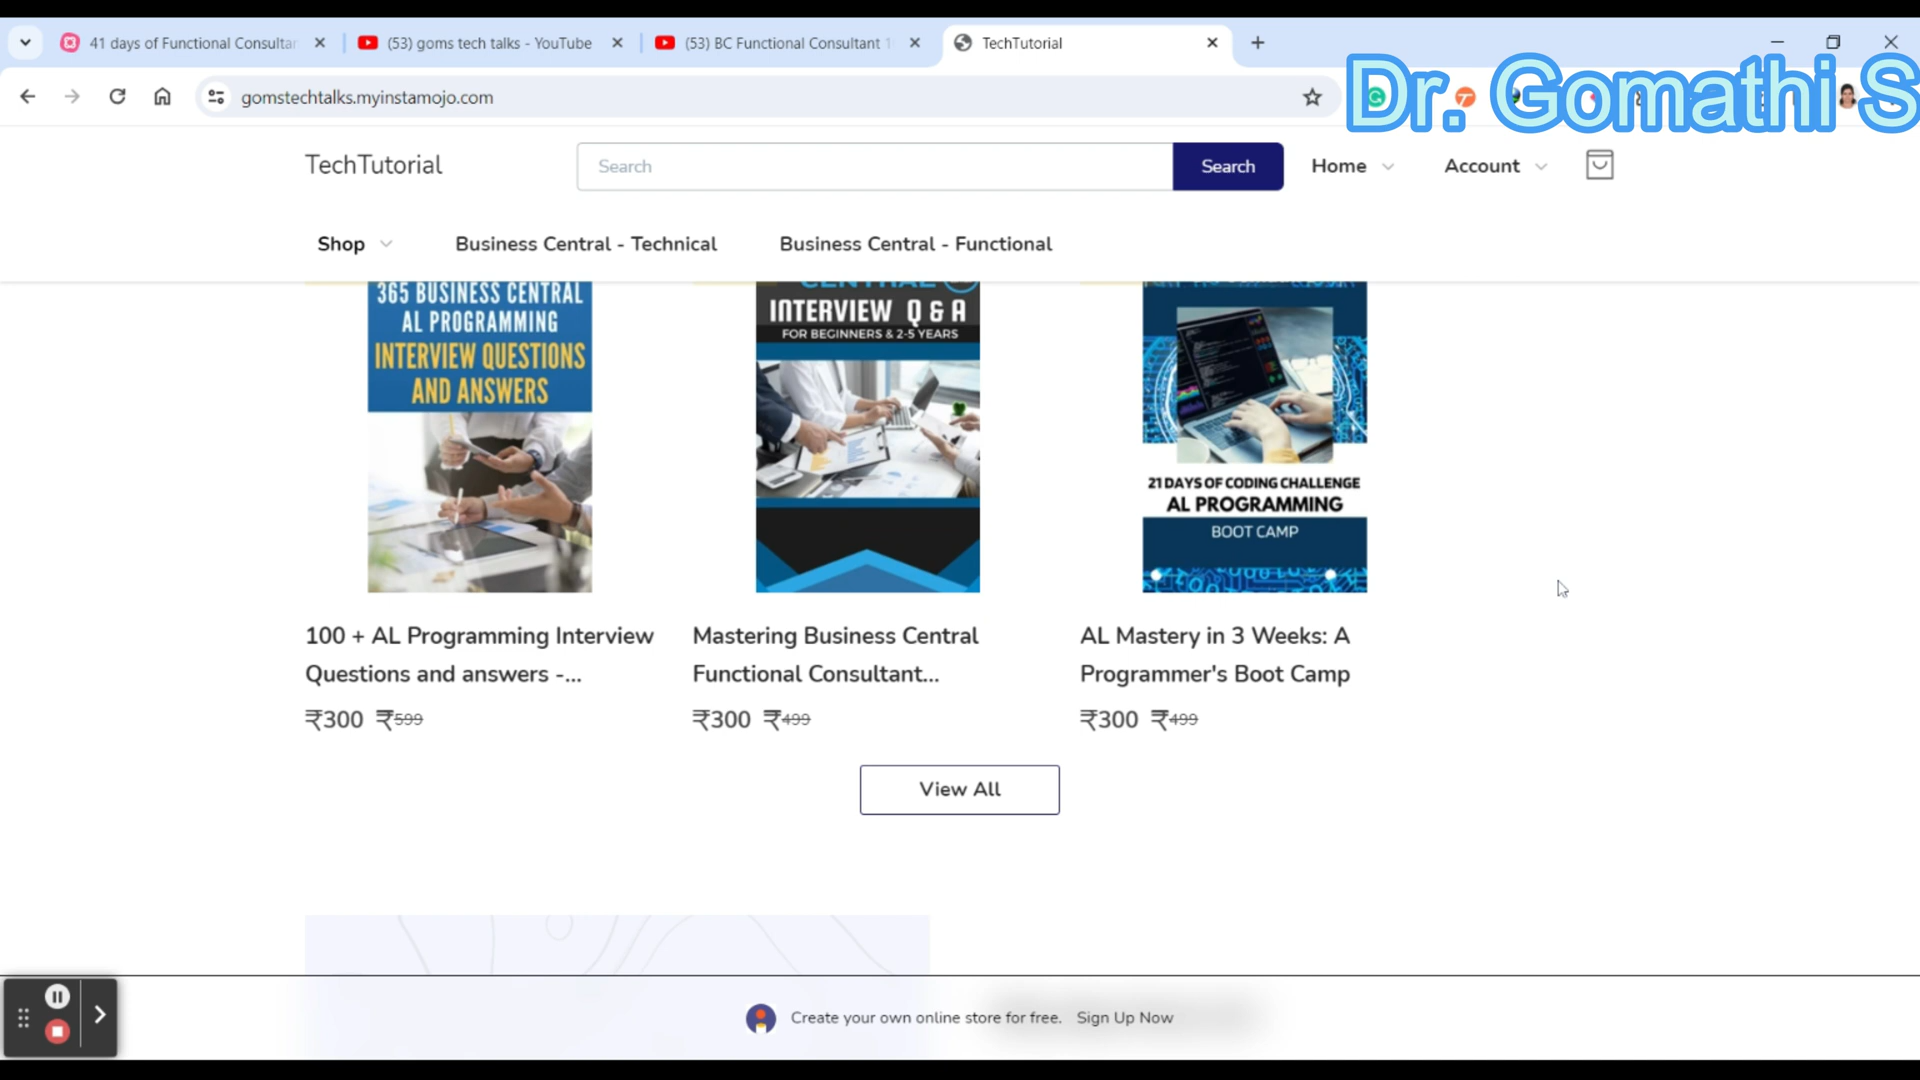 41 days of Functional Consultan
(53) goms tech talks - YouTube
(53) BC Functional Consultant 1
TechTutorial
gomstechtalks.myinstamojo.com
Dr. Gomathi S
TechTutorial
Search
Search
Home
Account
Shop
Business Central - Technical
Business Central - Functional
365 BUSINESS CENTRAL
AL PROGRAMMING
INTERVIEW QUESTIONS
AND ANSWERS
CENTRAL
INTERVIEW Q & A
FOR BEGINNERS & 2-5 YEARS
21 DAYS OF CODING CHALLENGE
AL PROGRAMMING
BOOT CAMP
100 + AL Programming Interview
Questions and answers -...
₹300 ₹599
Mastering Business Central
Functional Consultant...
₹300 ₹499
AL Mastery in 3 Weeks: A
Programmer's Boot Camp
₹300 ₹499
View All
Create your own online store for free. Sign Up Now